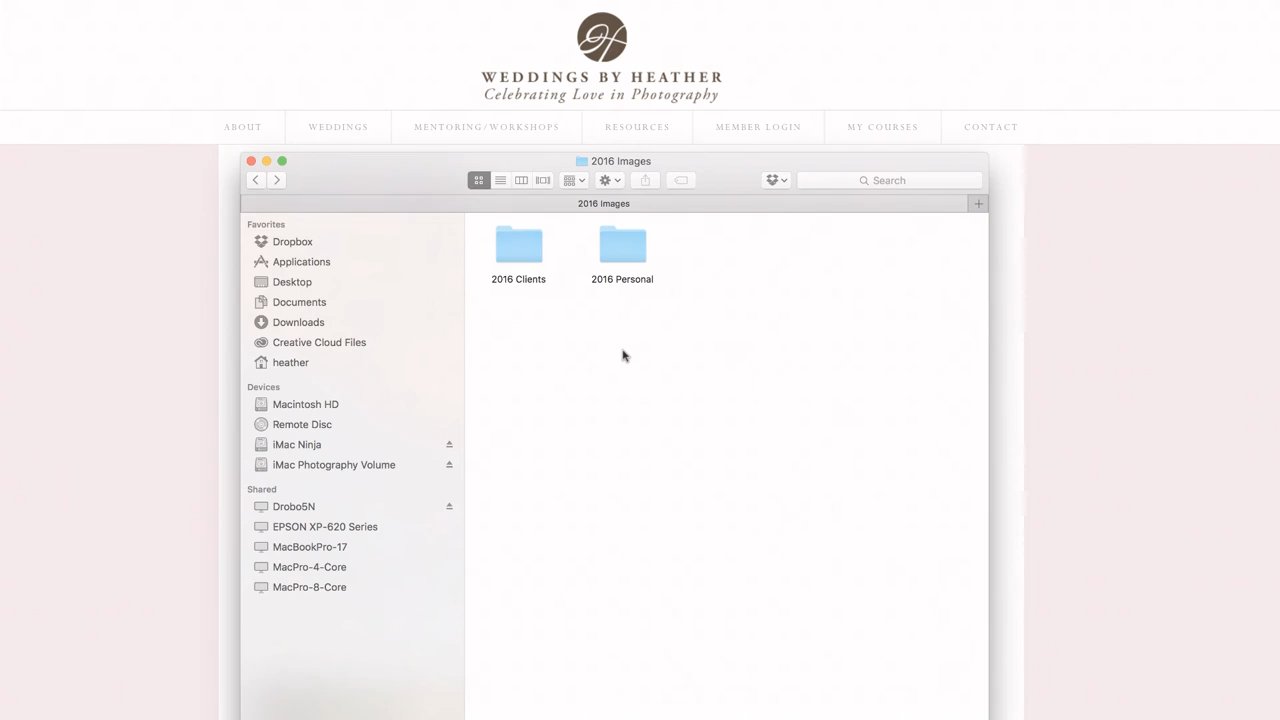 WEDDINGS BY HEATHER
Celebrating Love in Photography
ABOUT WEDDINGS MENTORING/WORKSHOPS RESOURCES MEMBER LOGIN MY COURSES CONTACT
2016 Images
Search
2016 Images
Favorites
Dropbox
Applications
Desktop
Documents
Downloads
Creative Cloud Files
heather
Devices
Macintosh HD
Remote Disc
iMac Ninja
iMac Photography Volume
Shared
Drobo5N
EPSON XP-620 Series
MacBookPro-17
MacPro-4-Core
MacPro-8-Core
2016 Clients
2016 Personal